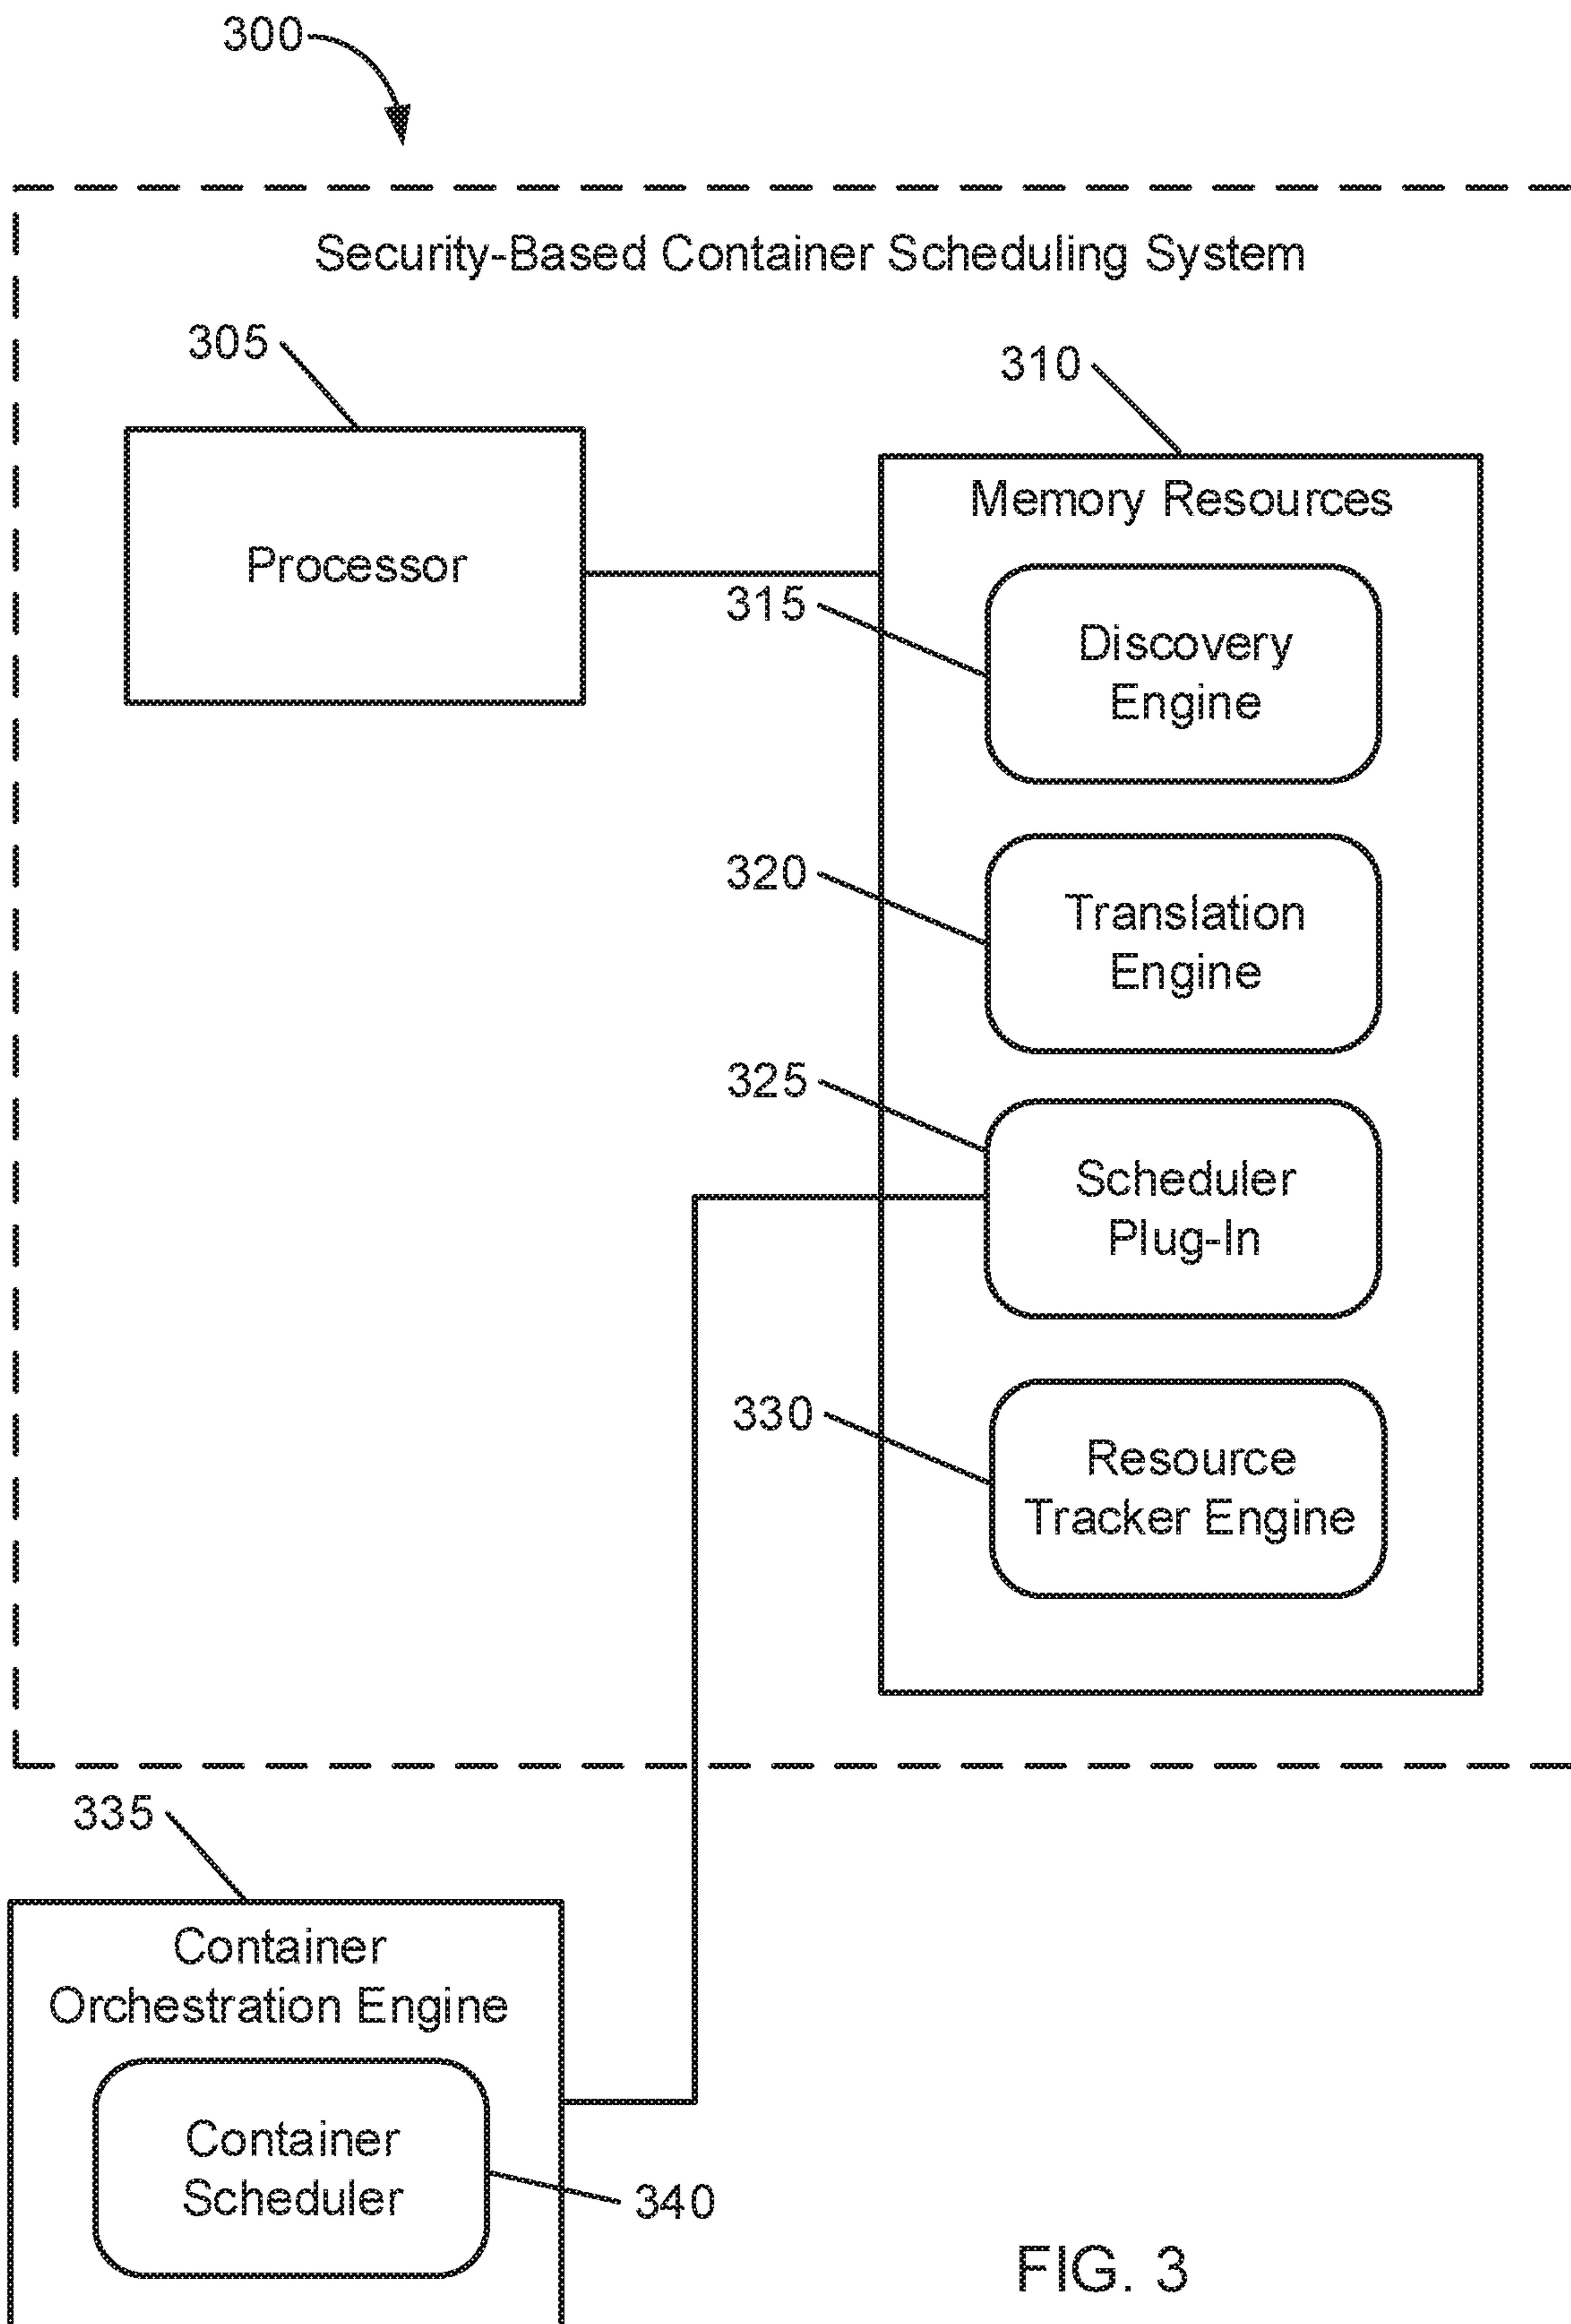 300
Security-Based Container Scheduling System
305
310
Processor
Memory Resources
315
Discovery
Engine
320
Translation
Engine
325
Scheduler
Plug-In
330
Resource
Tracker Engine
335
Container
Orchestration Engine
Container
Scheduler
340
FIG. 3